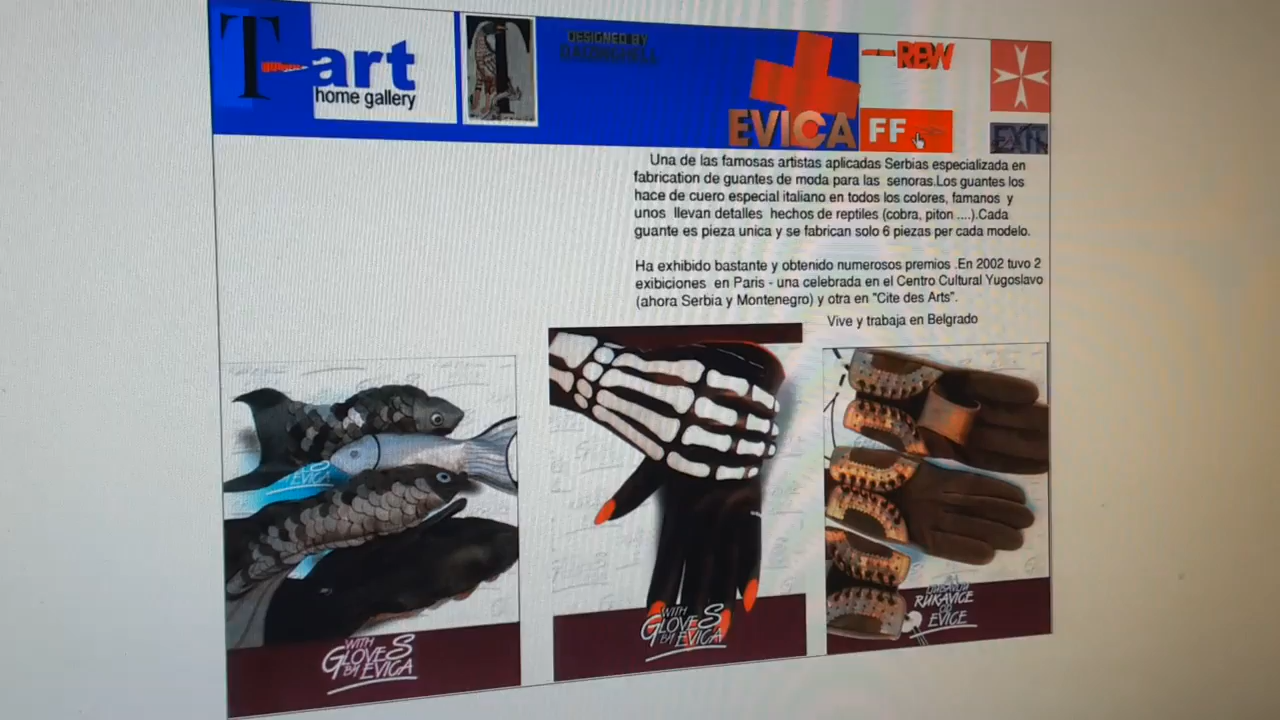 T-art
home gallery
DESIGNED BY
EVICA
REW
FF
EXIT
Una de las famosas artistas aplicadas Serbias especializada en
fabrication de guantes de moda para las senoras.Los guantes los
hace de cuero especial italiano en todos los colores, famanos y
unos llevan detalles hechos de reptiles (cobra, piton ....).Cada
guante es pieza unica y se fabrican solo 6 piezas per cada modelo.
Ha exhibido bastante y obtenido numerosos premios .En 2002 tuvo 2
exibiciones en Paris - una celebrada en el Centro Cultural Yugoslavo
(ahora Serbia y Montenegro) y otra en "Cite des Arts".
Vive y trabaja en Belgrado
S
EVICA
WITH
GLOVES
BY EVICA
WITH
GLOVES
BY EVICA
RUKAVICE
OD
EVICE